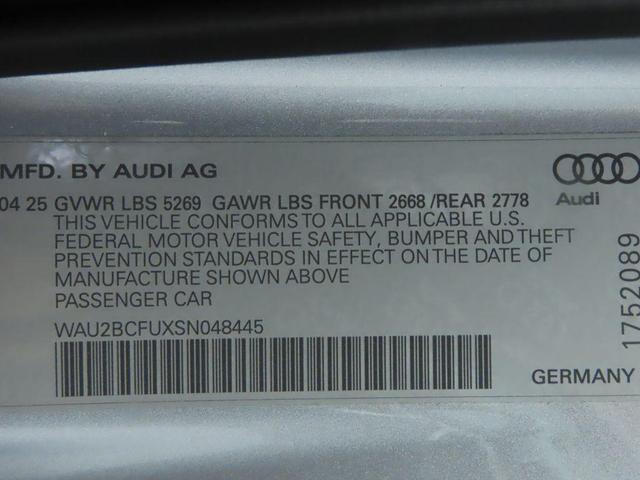 MFD. BY AUDI AG
04 25 GVWR LBS 5269 GAWR LBS FRONT 2668 /REAR 2778
THIS VEHICLE CONFORMS TO ALL APPLICABLE U.S.
FEDERAL MOTOR VEHICLE SAFETY, BUMPER AND THEFT
PREVENTION STANDARDS IN EFFECT ON THE DATE OF
MANUFACTURE SHOWN ABOVE
PASSENGER CAR
WAU2BCFUXSN048445
Audi
1752089
GERMANY